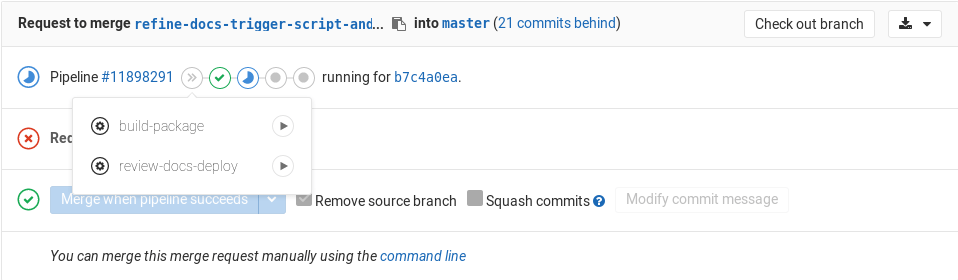 Request to merge refine-docs-trigger-script-and... into master (21 commits behind) Check out branch
Pipeline #11898291 running for b7c4a0ea.
build-package
Req
review-docs-deploy
Merge when pipeline succeeds Remove source branch Squash commits ? Modify commit message
You can merge this merge request manually using the command line